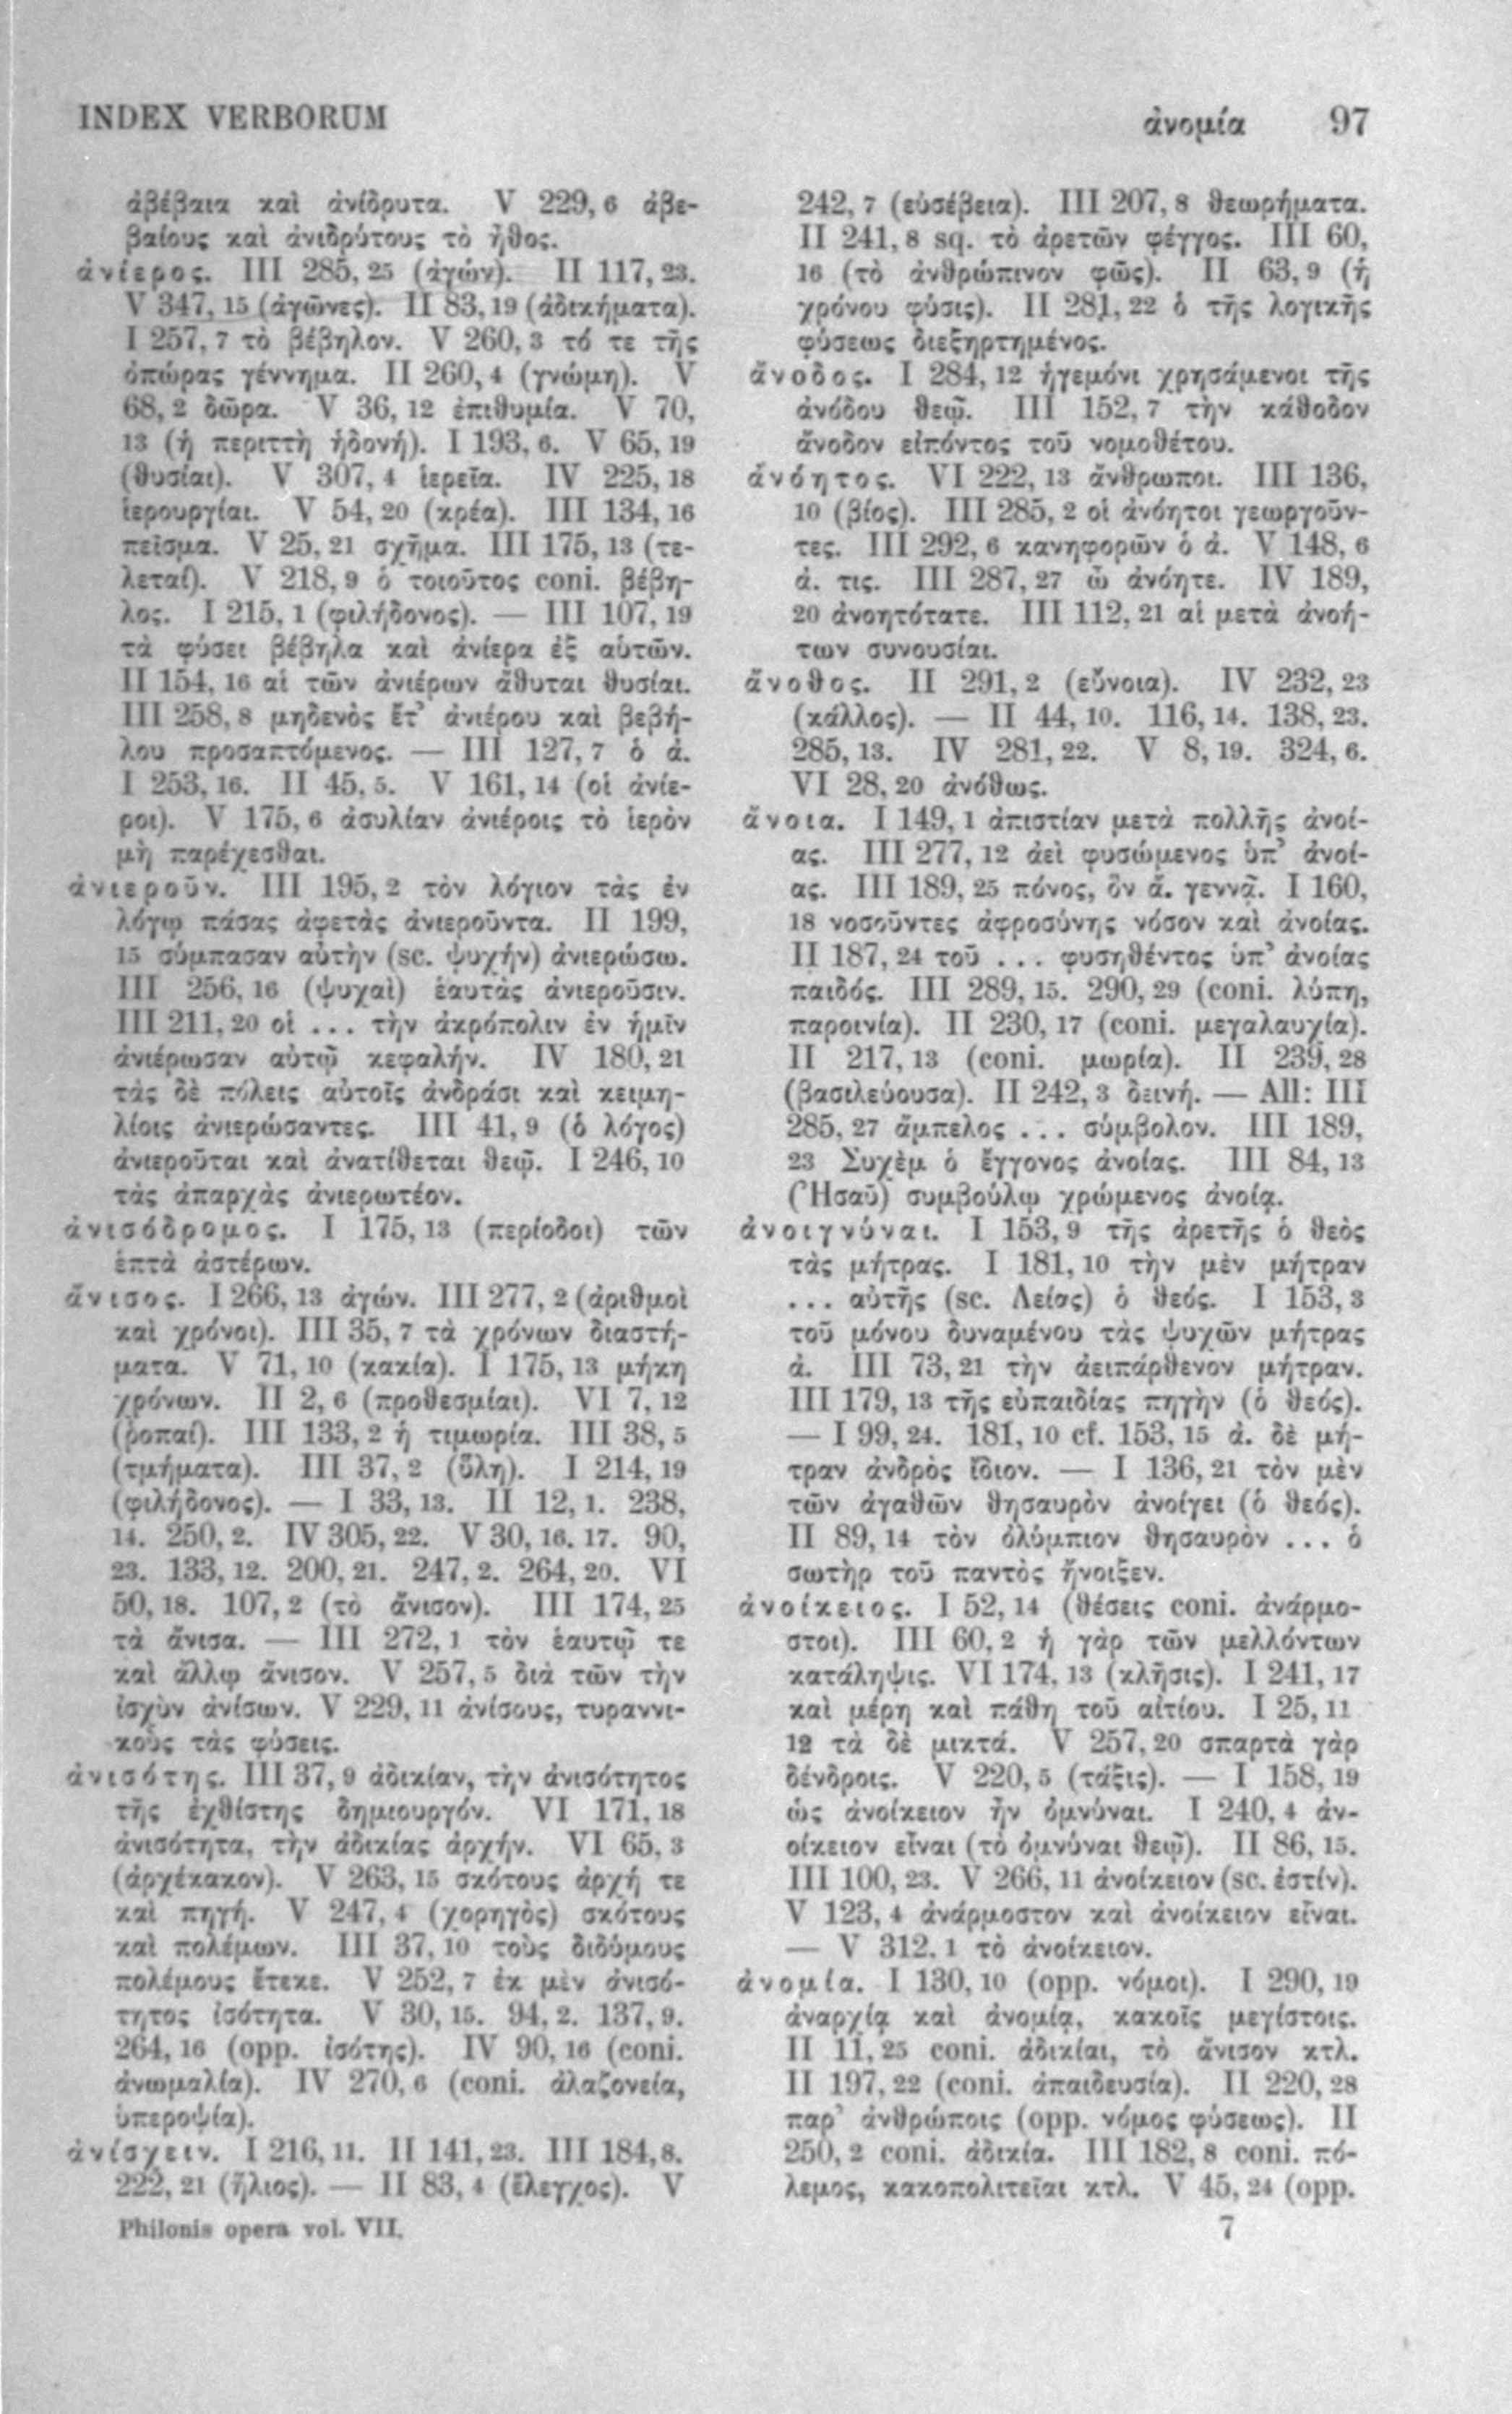 INDEX VERBORUM
ἀνομία 97
ἀβέβαια καὶ ἀνίδρυτα. V 229, 6 ἀβε-
βαίους καὶ ἀνιδρύτους τὸ ἦθος.
ἀνίερος. III 285, 25 (ἀγών). II 117, 23.
V 347, 15 (ἀγῶνες). II 83, 19 (ἀδικήματα).
I 257, 7 τὸ βέβηλον. V 260, 3 τό τε τῆς
ὀπώρας γέννημα. II 260, 4 (γνώμη). V
68, 2 δῶρα. V 36, 12 ἐπιθυμία. V 70,
13 (ἡ περιττὴ ἡδονή). I 193, 6. V 65, 19
(θυσίαι). V 307, 4 ἱερεῖα. IV 225, 18
ἱερουργίαι. V 54, 20 (κρέα). III 134, 16
πεῖσμα. V 25, 21 σχῆμα. III 175, 13 (τε-
λεταί). V 218, 9 ὁ τοιοῦτος coni. βέβη-
λος. I 215, 1 (φιλήδονος). — III 107, 19
τὰ φύσει βέβηλα καὶ ἀνίερα ἐξ αὑτῶν.
II 154, 16 αἱ τῶν ἀνιέρων ἄθυται θυσίαι.
III 258, 8 μηδενὸς ἔτ’ ἀνιέρου καὶ βεβή-
λου προσαπτόμενος. — III 127, 7 ὁ ἀ.
I 253, 16. II 45, 5. V 161, 14 (οἱ ἀνίε-
ροι). V 175, 6 ἀσυλίαν ἀνιέροις τὸ ἱερὸν
μὴ παρέχεσθαι.
ἀνιεροῦν. III 195, 2 τὸν λόγιον τὰς ἐν
λόγῳ πάσας ἀρετὰς ἀνιεροῦντα. II 199,
15 σύμπασαν αὐτὴν (sc. ψυχήν) ἀνιερώσω.
III 256, 16 (ψυχαὶ) ἑαυτὰς ἀνιεροῦσιν.
III 211, 20 οἱ ... τὴν ἀκρόπολιν ἐν ἡμῖν
ἀνιέρωσαν αὐτῷ κεφαλήν. IV 180, 21
τὰς δὲ πόλεις αὐτοῖς ἀνδράσι καὶ κειμη-
λίοις ἀνιερώσαντες. III 41, 9 (ὁ λόγος)
ἀνιεροῦται καὶ ἀνατίθεται θεῷ. I 246, 10
τὰς ἀπαρχὰς ἀνιερωτέον.
ἀνισόδρομος. I 175, 13 (περίοδοι) τῶν
ἑπτὰ ἀστέρων.
ἄνισος. I 266, 13 ἀγών. III 277, 2 (ἀριθμοὶ
καὶ χρόνοι). III 35, 7 τὰ χρόνων διαστή-
ματα. V 71, 10 (κακία). I 175, 13 μήκη
χρόνων. II 2, 6 (προθεσμίαι). VI 7, 12
(ῥοπαί). III 133, 2 ἡ τιμωρία. III 38, 5
(τμήματα). III 37, 2 (ὕλη). I 214, 19
(φιλήδονος). — I 33, 13. II 12, 1. 238,
14. 250, 2. IV 305, 22. V 30, 16. 17. 90,
23. 133, 12. 200, 21. 247, 2. 264, 20. VI
50, 18. 107, 2 (τὸ ἄνισον). III 174, 25
τὰ ἄνισα. — III 272, 1 τὸν ἑαυτῷ τε
καὶ ἄλλῳ ἄνισον. V 257, 5 διὰ τῶν τὴν
ἰσχὺν ἀνίσων. V 229, 11 ἀνίσους, τυραννι-
κοὺς τὰς φύσεις.
ἀνισότης. III 37, 9 ἀδικίαν, τὴν ἀνισότητος
τῆς ἐχθίστης δημιουργόν. VI 171, 18
ἀνισότητα, τὴν ἀδικίας ἀρχήν. VI 65, 3
(ἀρχέκακον). V 263, 15 σκότους ἀρχή τε
καὶ πηγή. V 247, 4 (χορηγὸς) σκότους
καὶ πολέμων. III 37, 10 τοὺς διδύμους
πολέμους ἔτεκε. V 252, 7 ἐκ μὲν ἀνισό-
τητος ἰσότητα. V 30, 15. 94, 2. 137, 9.
264, 16 (opp. ἰσότης). IV 90, 16 (coni.
ἀνωμαλία). IV 270, 6 (coni. ἀλαζονεία,
ὑπεροψία).
ἀνίσχειν. I 216, 11. II 141, 23. III 184, 8.
222, 21 (ἥλιος). — II 83, 4 (ἔλεγχος). V
Philonis opera vol. VII.
242, 7 (εὐσέβεια). III 207, 8 θεωρήματα.
II 241, 8 sq. τὸ ἀρετῶν φέγγος. III 60,
16 (τὸ ἀνθρώπινον φῶς). II 63, 9 (ἡ
χρόνου φύσις). II 281, 22 ὁ τῆς λογικῆς
φύσεως διεξηρτημένος.
ἄνοδος. I 284, 12 ἡγεμόνι χρησάμενοι τῆς
ἀνόδου θεῷ. III 152, 7 τὴν κάθοδον
ἄνοδον εἰπόντος τοῦ νομοθέτου.
ἀνόητος. VI 222, 13 ἄνθρωποι. III 136,
10 (βίος). III 285, 2 οἱ ἀνόητοι γεωργοῦν-
τες. III 292, 6 κανηφορῶν ὁ ἀ. V 148, 6
ἀ. τις. III 287, 27 ὦ ἀνόητε. IV 189,
20 ἀνοητότατε. III 112, 21 αἱ μετὰ ἀνοή-
των συνουσίαι.
ἄνοθος. II 291, 2 (εὔνοια). IV 232, 23
(κάλλος). — II 44, 10. 116, 14. 138, 23.
285, 13. IV 281, 22. V 8, 19. 324, 6.
VI 28, 20 ἀνόθως.
ἄνοια. I 149, 1 ἀπιστίαν μετὰ πολλῆς ἀνοί-
ας. III 277, 12 ἀεὶ φυσώμενος ὑπ’ ἀνοί-
ας. III 189, 25 πόνος, ὃν ἄ. γεννᾷ. I 160,
18 νοσοῦντες ἀφροσύνης νόσον καὶ ἀνοίας.
II 187, 24 τοῦ ... φυσηθέντος ὑπ’ ἀνοίας
παιδός. III 289, 15. 290, 29 (coni. λύπη,
παροινία). II 230, 17 (coni. μεγαλαυχία).
II 217, 13 (coni. μωρία). II 239, 28
(βασιλεύουσα). II 242, 3 δεινή. — All: III
285, 27 ἄμπελος ... σύμβολον. III 189,
23 Συχὲμ ὁ ἔγγονος ἀνοίας. III 84, 13
(Ἠσαῦ) συμβούλῳ χρώμενος ἀνοίᾳ.
ἀνοιγνύναι. I 153, 9 τῆς ἀρετῆς ὁ θεὸς
τὰς μήτρας. I 181, 10 τὴν μὲν μήτραν
... αὐτῆς (sc. Λείας) ὁ θεός. I 153, 3
τοῦ μόνου δυναμένου τὰς ψυχῶν μήτρας
ἀ. III 73, 21 τὴν ἀειπάρθενον μήτραν.
III 179, 13 τῆς εὐπαιδίας πηγὴν (ὁ θεός).
— I 99, 24. 181, 10 cf. 153, 15 ἀ. δὲ μή-
τραν ἀνδρὸς ἴδιον. — I 136, 21 τὸν μὲν
τῶν ἀγαθῶν θησαυρὸν ἀνοίγει (ὁ θεός).
II 89, 14 τὸν ὀλύμπιον θησαυρὸν ... ὁ
σωτὴρ τοῦ παντὸς ἤνοιξεν.
ἀνοίκειος. I 52, 14 (θέσεις coni. ἀνάρμο-
στοι). III 60, 2 ἡ γὰρ τῶν μελλόντων
κατάληψις. VI 174, 13 (κλῆσις). I 241, 17
καὶ μέρη καὶ πάθη τοῦ αἰτίου. I 25, 11
12 τὰ δὲ μικτά. V 257, 20 σπαρτὰ γὰρ
δένδροις. V 220, 5 (τάξις). — I 158, 19
ὡς ἀνοίκειον ἦν ὀμνύναι. I 240, 4 ἀν-
οίκειον εἶναι (τὸ ὀμνύναι θεῷ). II 86, 15.
III 100, 23. V 266, 11 ἀνοίκειον (sc. ἐστίν).
V 123, 4 ἀνάρμοστον καὶ ἀνοίκειον εἶναι.
— V 312, 1 τὸ ἀνοίκειον.
ἀνομία. I 130, 10 (opp. νόμοι). I 290, 19
ἀναρχίᾳ καὶ ἀνομίᾳ, κακοῖς μεγίστοις.
II 11, 25 coni. ἀδικίαι, τὸ ἄνισον κτλ.
II 197, 22 (coni. ἀπαιδευσία). II 220, 28
παρ’ ἀνθρώποις (opp. νόμος φύσεως). II
250, 2 coni. ἀδικία. III 182, 8 coni. πό-
λεμος, κακοπολιτεῖαι κτλ. V 45, 24 (opp.
7